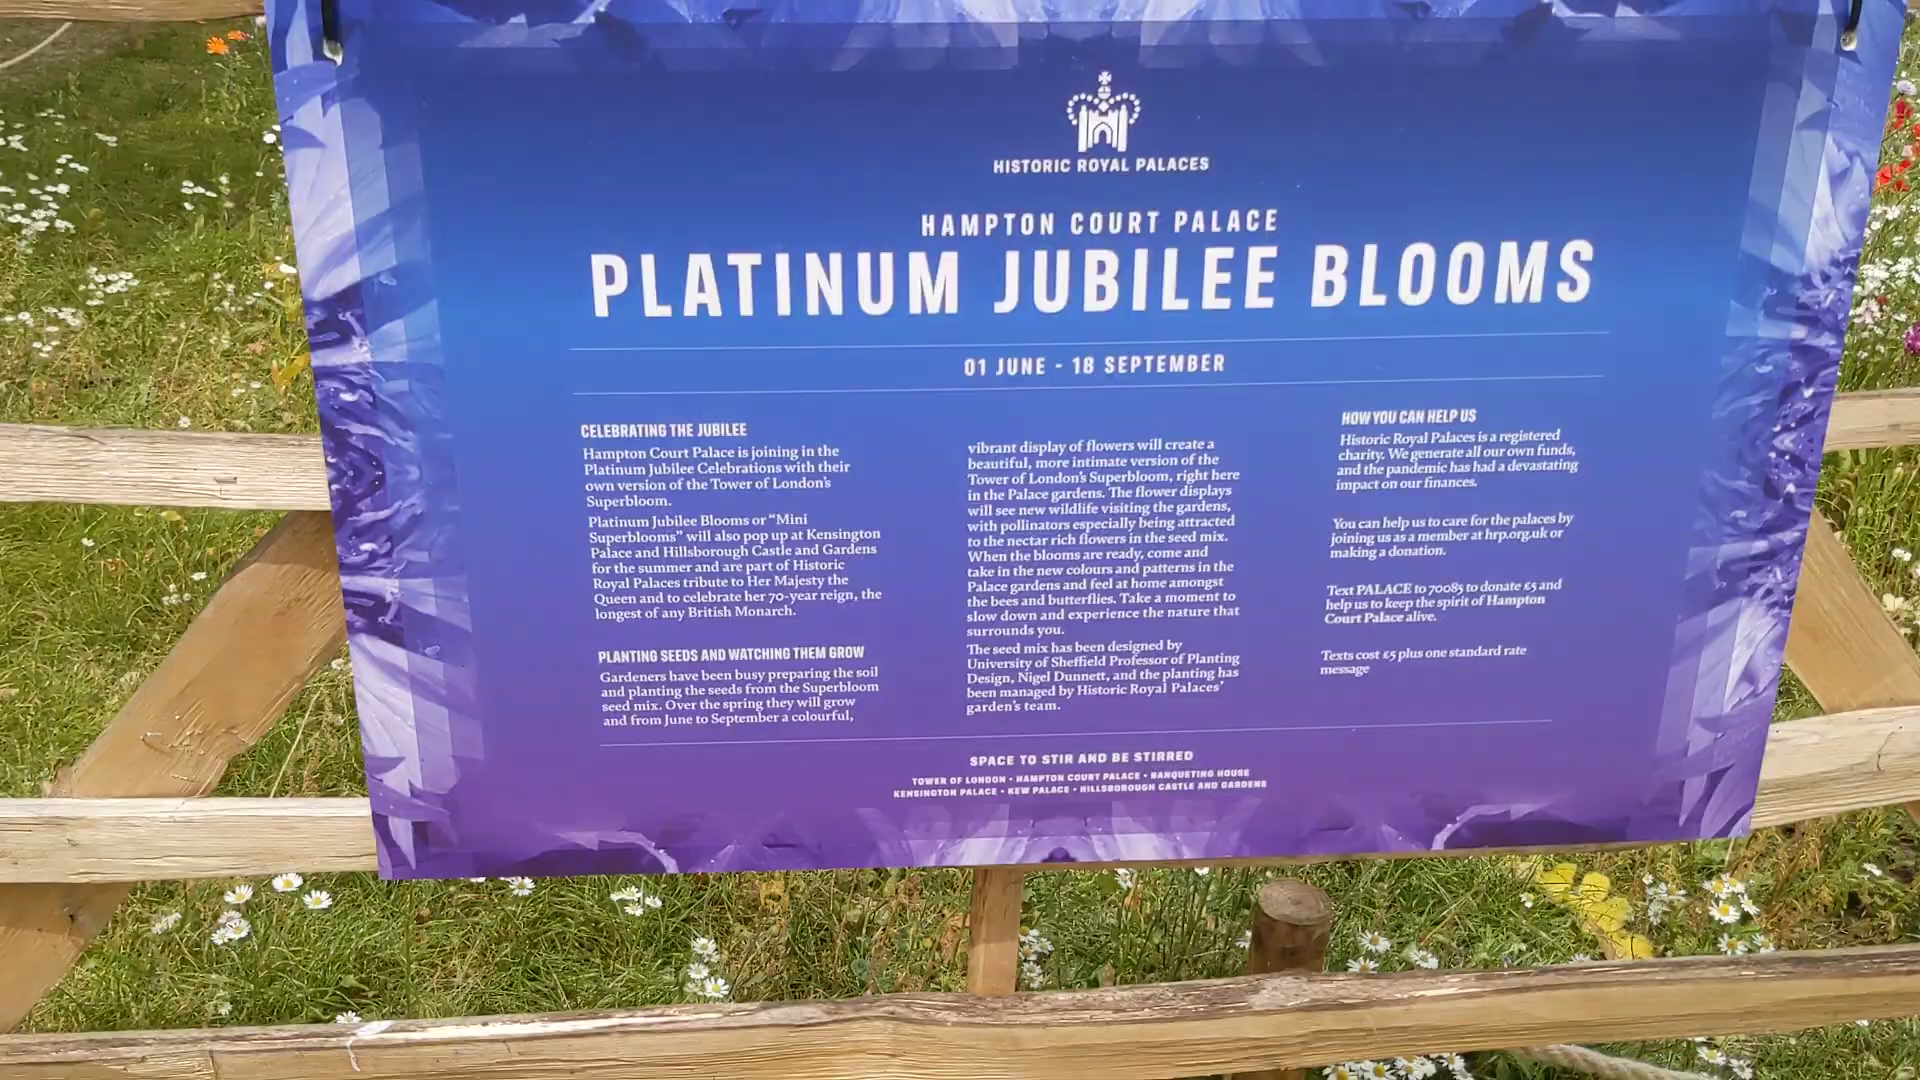 HISTORIC ROYAL PALACES
HAMPTON COURT PALACE
PLATINUM JUBILEE BLOOMS
01 JUNE - 18 SEPTEMBER
CELEBRATING THE JUBILEE
Hampton Court Palace is joining in the
Platinum Jubilee Celebrations with their
own version of the Tower of London's
Superbloom.
Platinum Jubilee Blooms or “Mini
Superblooms” will also pop up at Kensington
Palace and Hillsborough Castle and Gardens
for the summer and are part of Historic
Royal Palaces tribute to Her Majesty the
Queen and to celebrate her 70-year reign, the
longest of any British Monarch.
PLANTING SEEDS AND WATCHING THEM GROW
Gardeners have been busy preparing the soil
and planting the seeds from the Superbloom
seed mix. Over the spring they will grow
and from June to September a colourful,
vibrant display of flowers will create a
beautiful, more intimate version of the
Tower of London's Superbloom, right here
in the Palace gardens. The flower displays
will see new wildlife visiting the gardens,
with pollinators especially being attracted
to the nectar rich flowers in the seed mix.
When the blooms are ready, come and
take in the new colours and patterns in the
Palace gardens and feel at home amongst
the bees and butterflies. Take a moment to
slow down and experience the nature that
surrounds you.
The seed mix has been designed by
University of Sheffield Professor of Planting
Design, Nigel Dunnett, and the planting has
been managed by Historic Royal Palaces'
garden's team.
HOW YOU CAN HELP US
Historic Royal Palaces is a registered
charity. We generate all our own funds,
and the pandemic has had a devastating
impact on our finances.
You can help us to care for the palaces by
joining us as a member at hrp.org.uk or
making a donation.
Text PALACE to 70085 to donate £5 and
help us to keep the spirit of Hampton
Court Palace alive.
Texts cost £5 plus one standard rate
message
SPACE TO STIR AND BE STIRRED
TOWER OF LONDON • HAMPTON COURT PALACE • BANQUETING HOUSE
KENSINGTON PALACE • KEW PALACE • HILLSBOROUGH CASTLE AND GARDENS